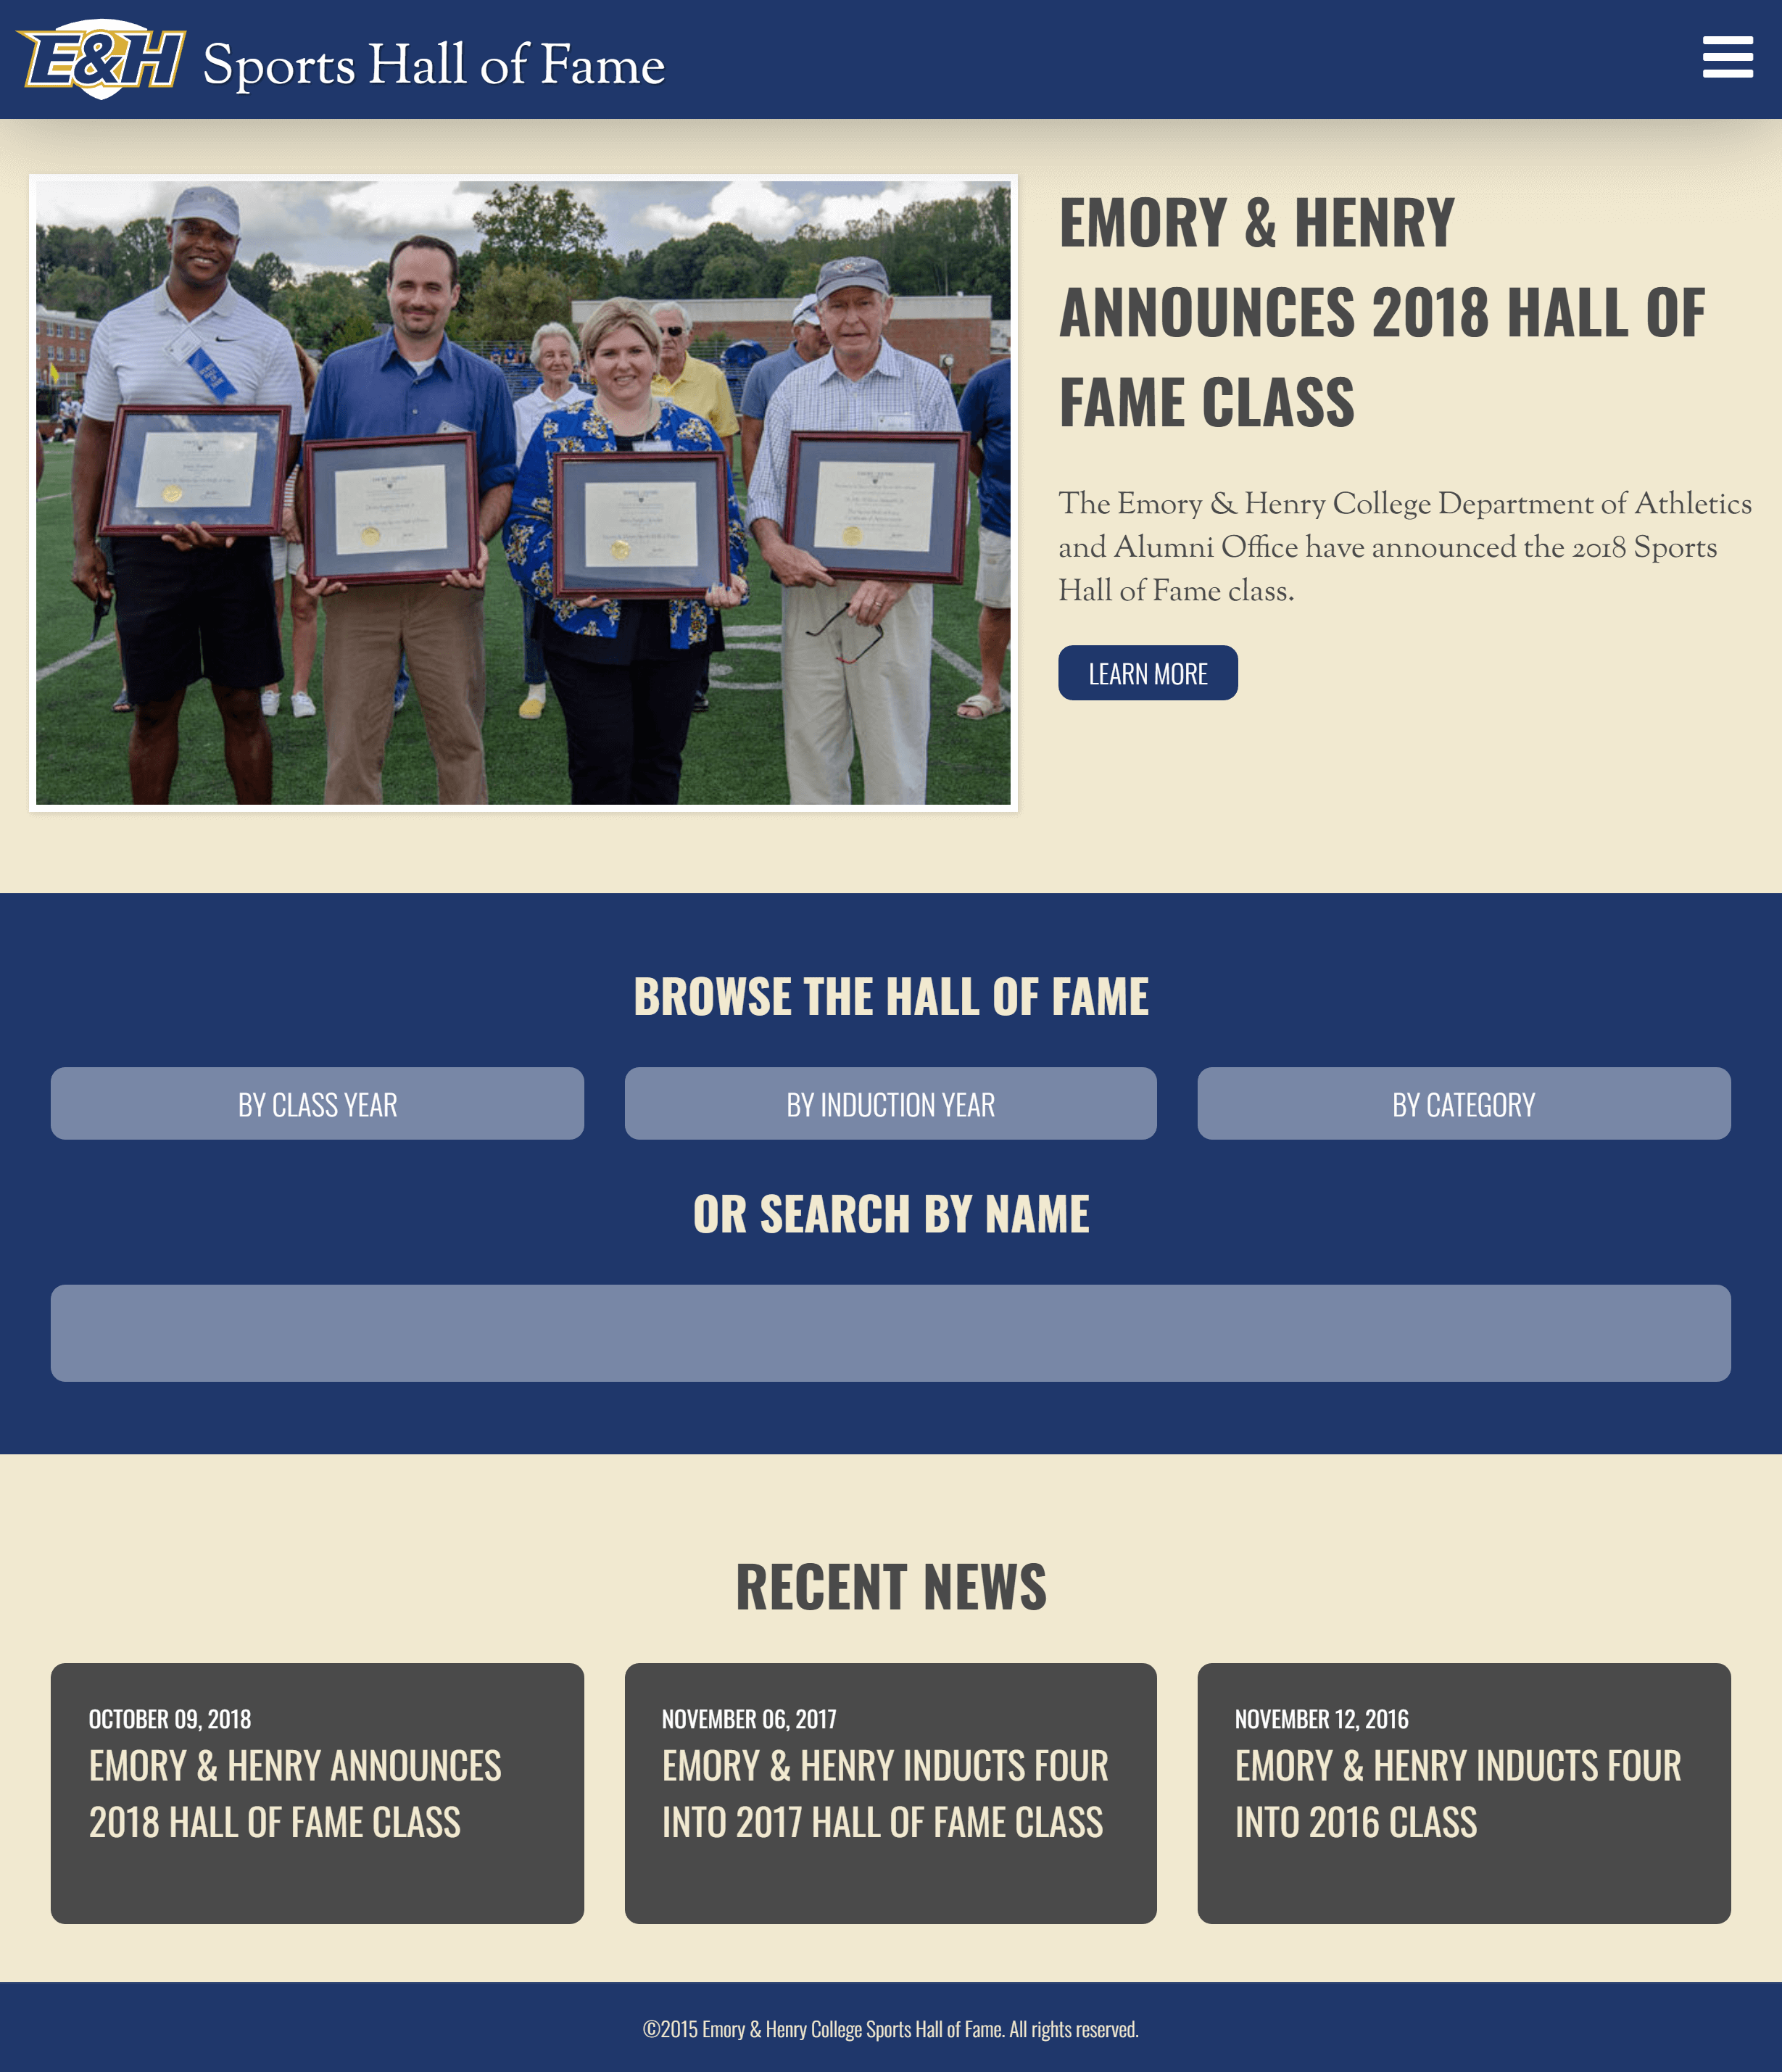 E&H Sports Hall of Fame
EMORY & HENRY
ANNOUNCES 2018 HALL OF
FAME CLASS
The Emory & Henry College Department of Athletics
and Alumni Office have announced the 2018 Sports
Hall of Fame class.
LEARN MORE
BROWSE THE HALL OF FAME
BY CLASS YEAR
BY INDUCTION YEAR
BY CATEGORY
OR SEARCH BY NAME
RECENT NEWS
OCTOBER 09, 2018
EMORY & HENRY ANNOUNCES
2018 HALL OF FAME CLASS
NOVEMBER 06, 2017
EMORY & HENRY INDUCTS FOUR
INTO 2017 HALL OF FAME CLASS
NOVEMBER 12, 2016
EMORY & HENRY INDUCTS FOUR
INTO 2016 CLASS
©2015 Emory & Henry College Sports Hall of Fame. All rights reserved.